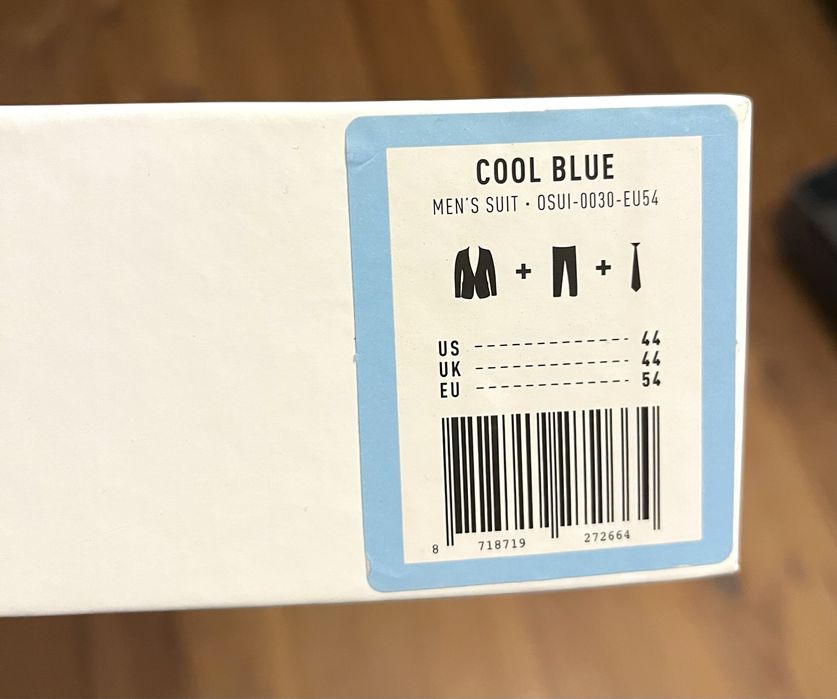 COOL BLUE
MEN'S SUIT · OSUI-0030-EU54
+ +
US ------------- 44
UK ------------- 44
EU ------------- 54
8 718719 272664